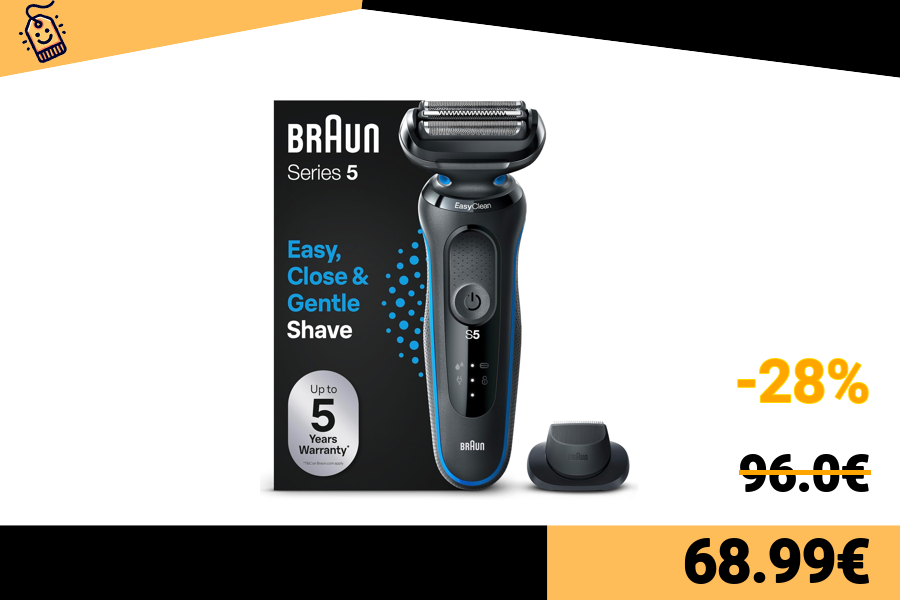 BRAUN
Series 5
EasyClean
Easy,
Close &
Gentle
Shave
S5
Up to
5
Years
Warranty*
BRAUN
-28%
96.0€
68.99€